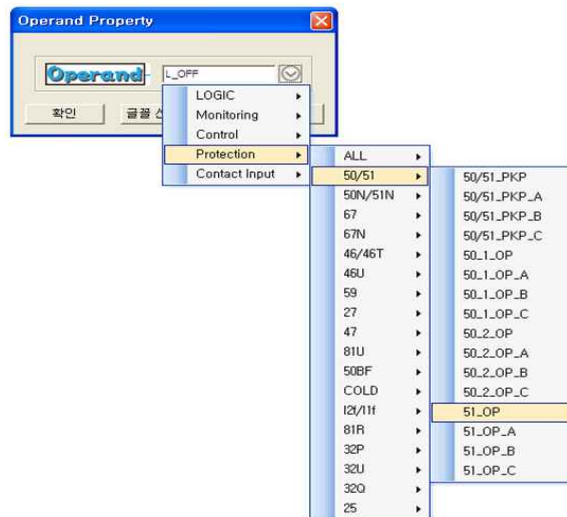 Operand Property
Operand
L_OFF
확인
글꼴
LOGIC
Monitoring
Control
Protection
Contact Input
ALL
50/51
50N/51N
67
67N
46/46T
46U
59
27
47
81U
50BF
COLD
I2f/I1f
81R
32P
32U
32Q
25
50/51_PKP
50/51_PKP_A
50/51_PKP_B
50/51_PKP_C
50_1_OP
50_1_OP_A
50_1_OP_B
50_1_OP_C
50_2_OP
50_2_OP_A
50_2_OP_B
50_2_OP_C
51_OP
51_OP_A
51_OP_B
51_OP_C